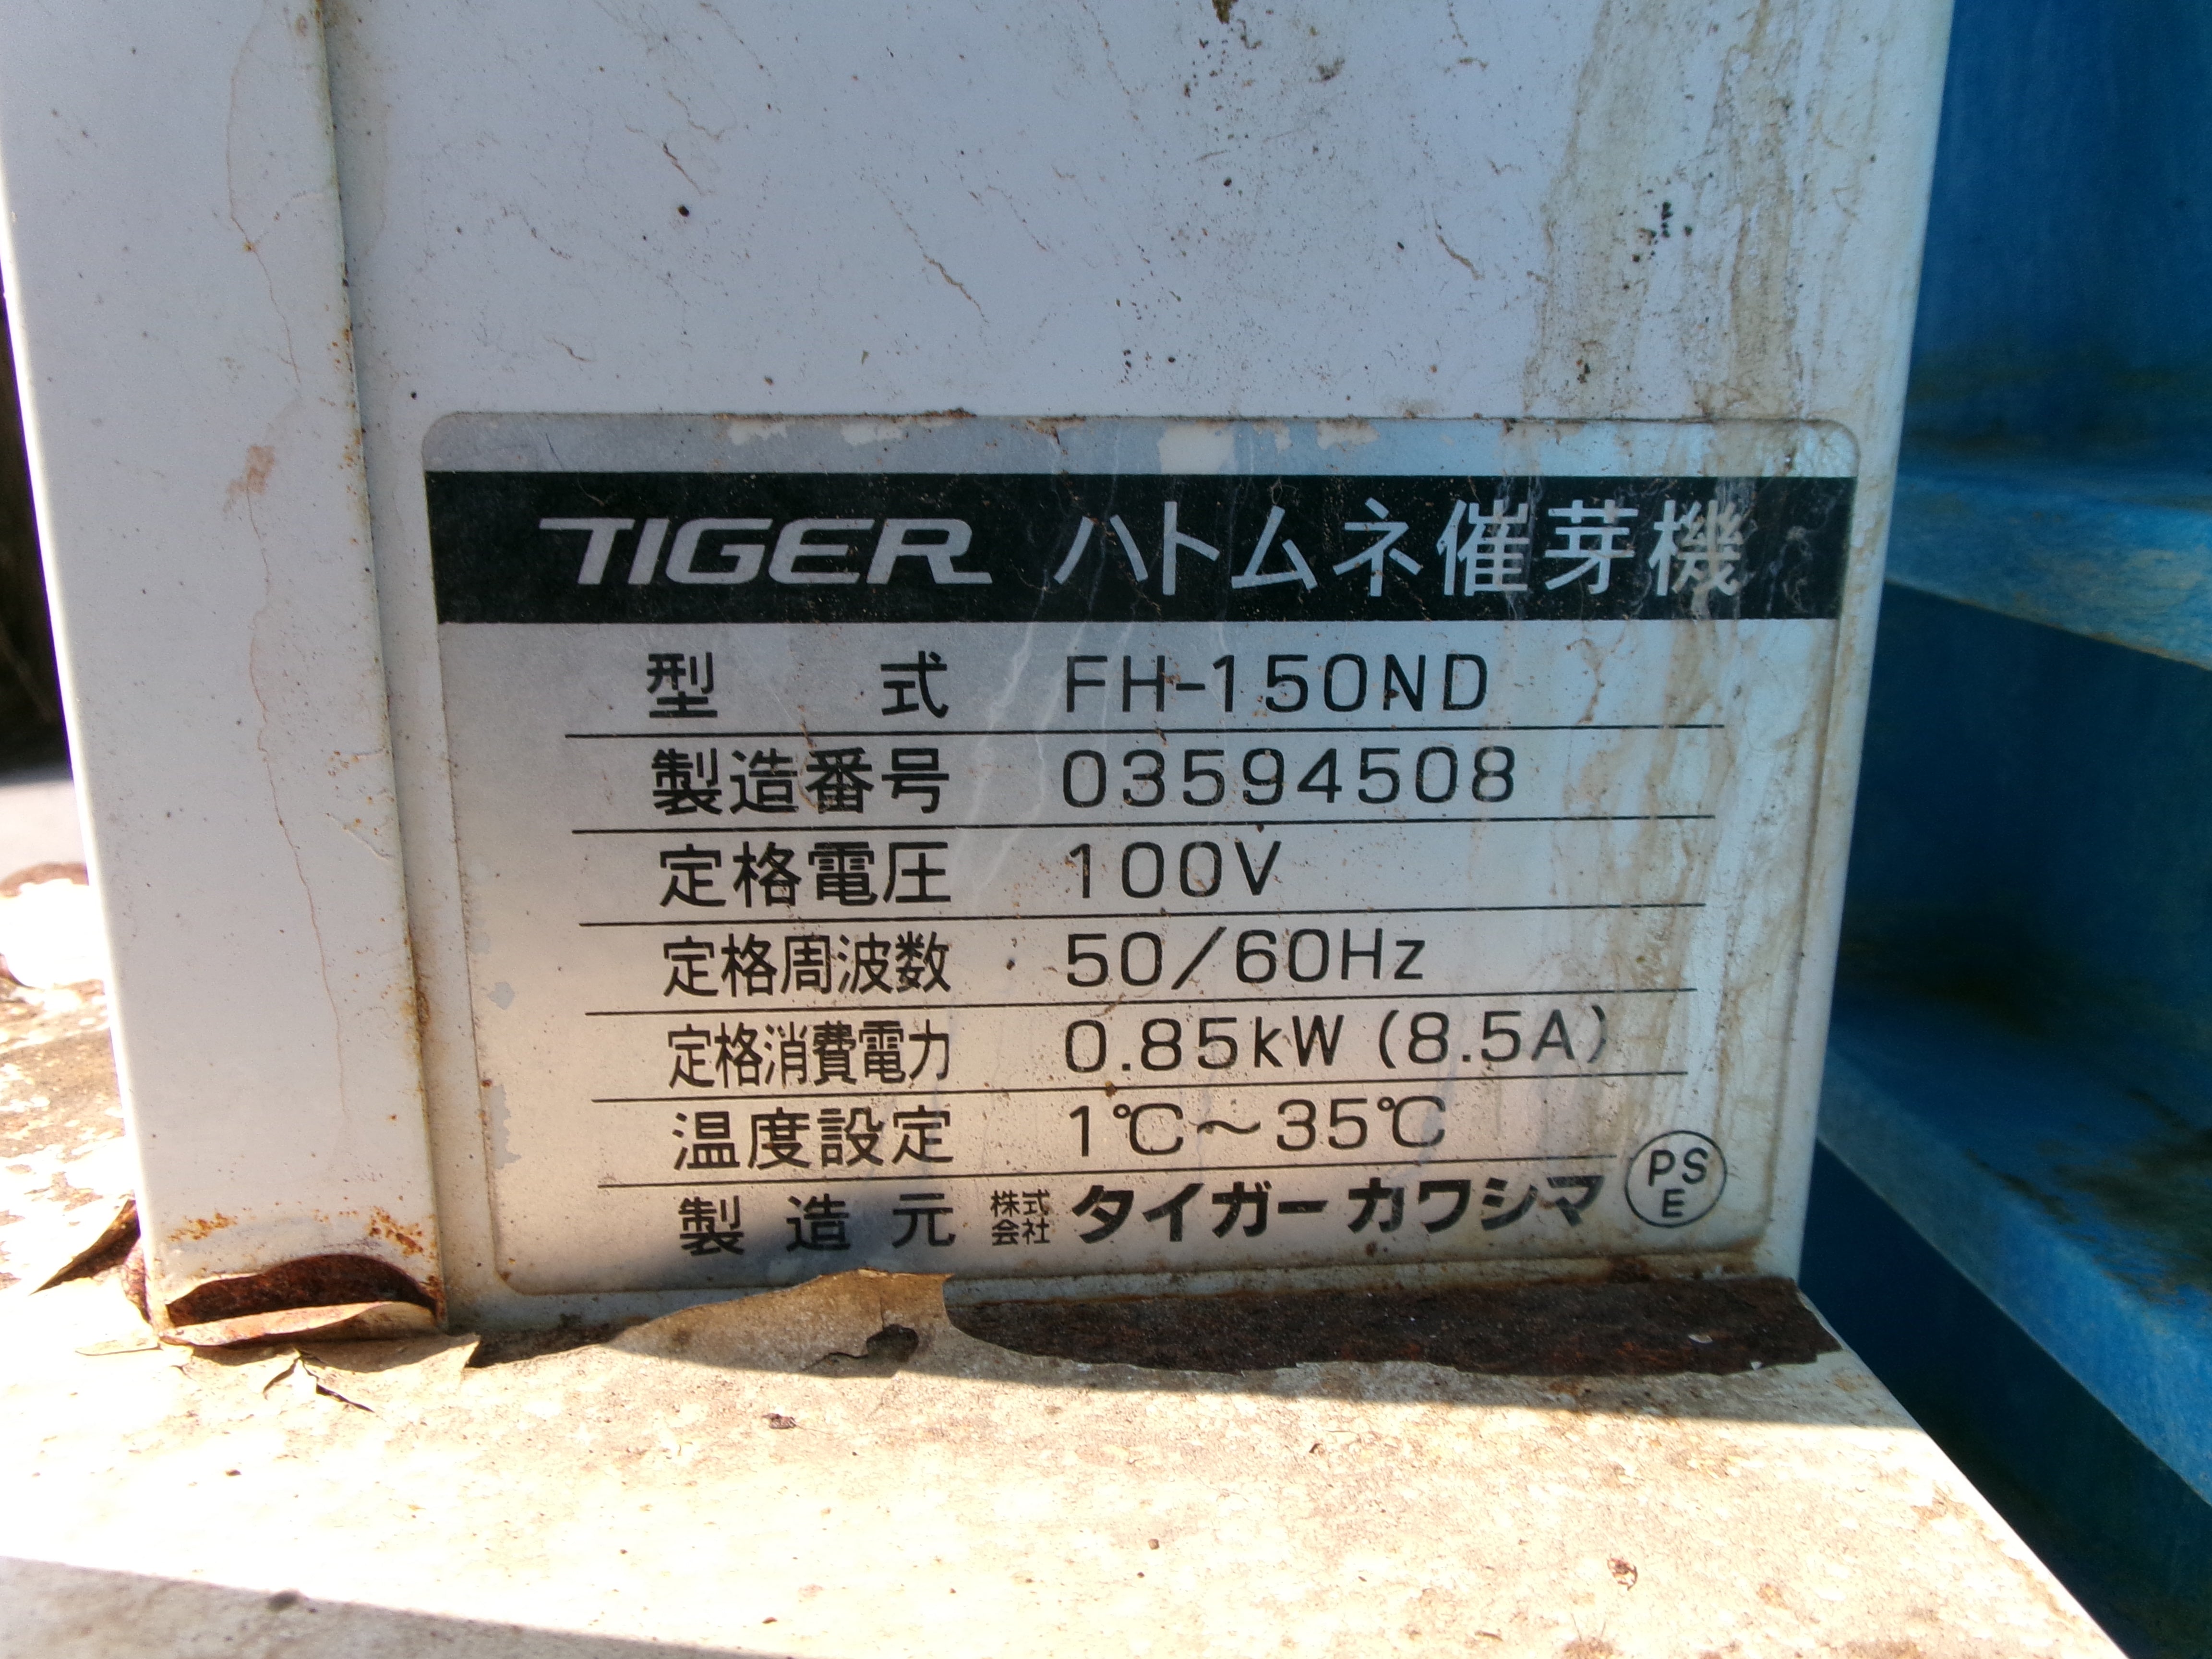 TIGER ハトムネ催芽機
型式 FH-150ND
製造番号 03594508
定格電圧 100V
定格周波数 50/60Hz
定格消費電力 0.85kW (8.5A)
温度設定 1℃～35℃
製造元 株式会社 タイガーカワシマ PSE